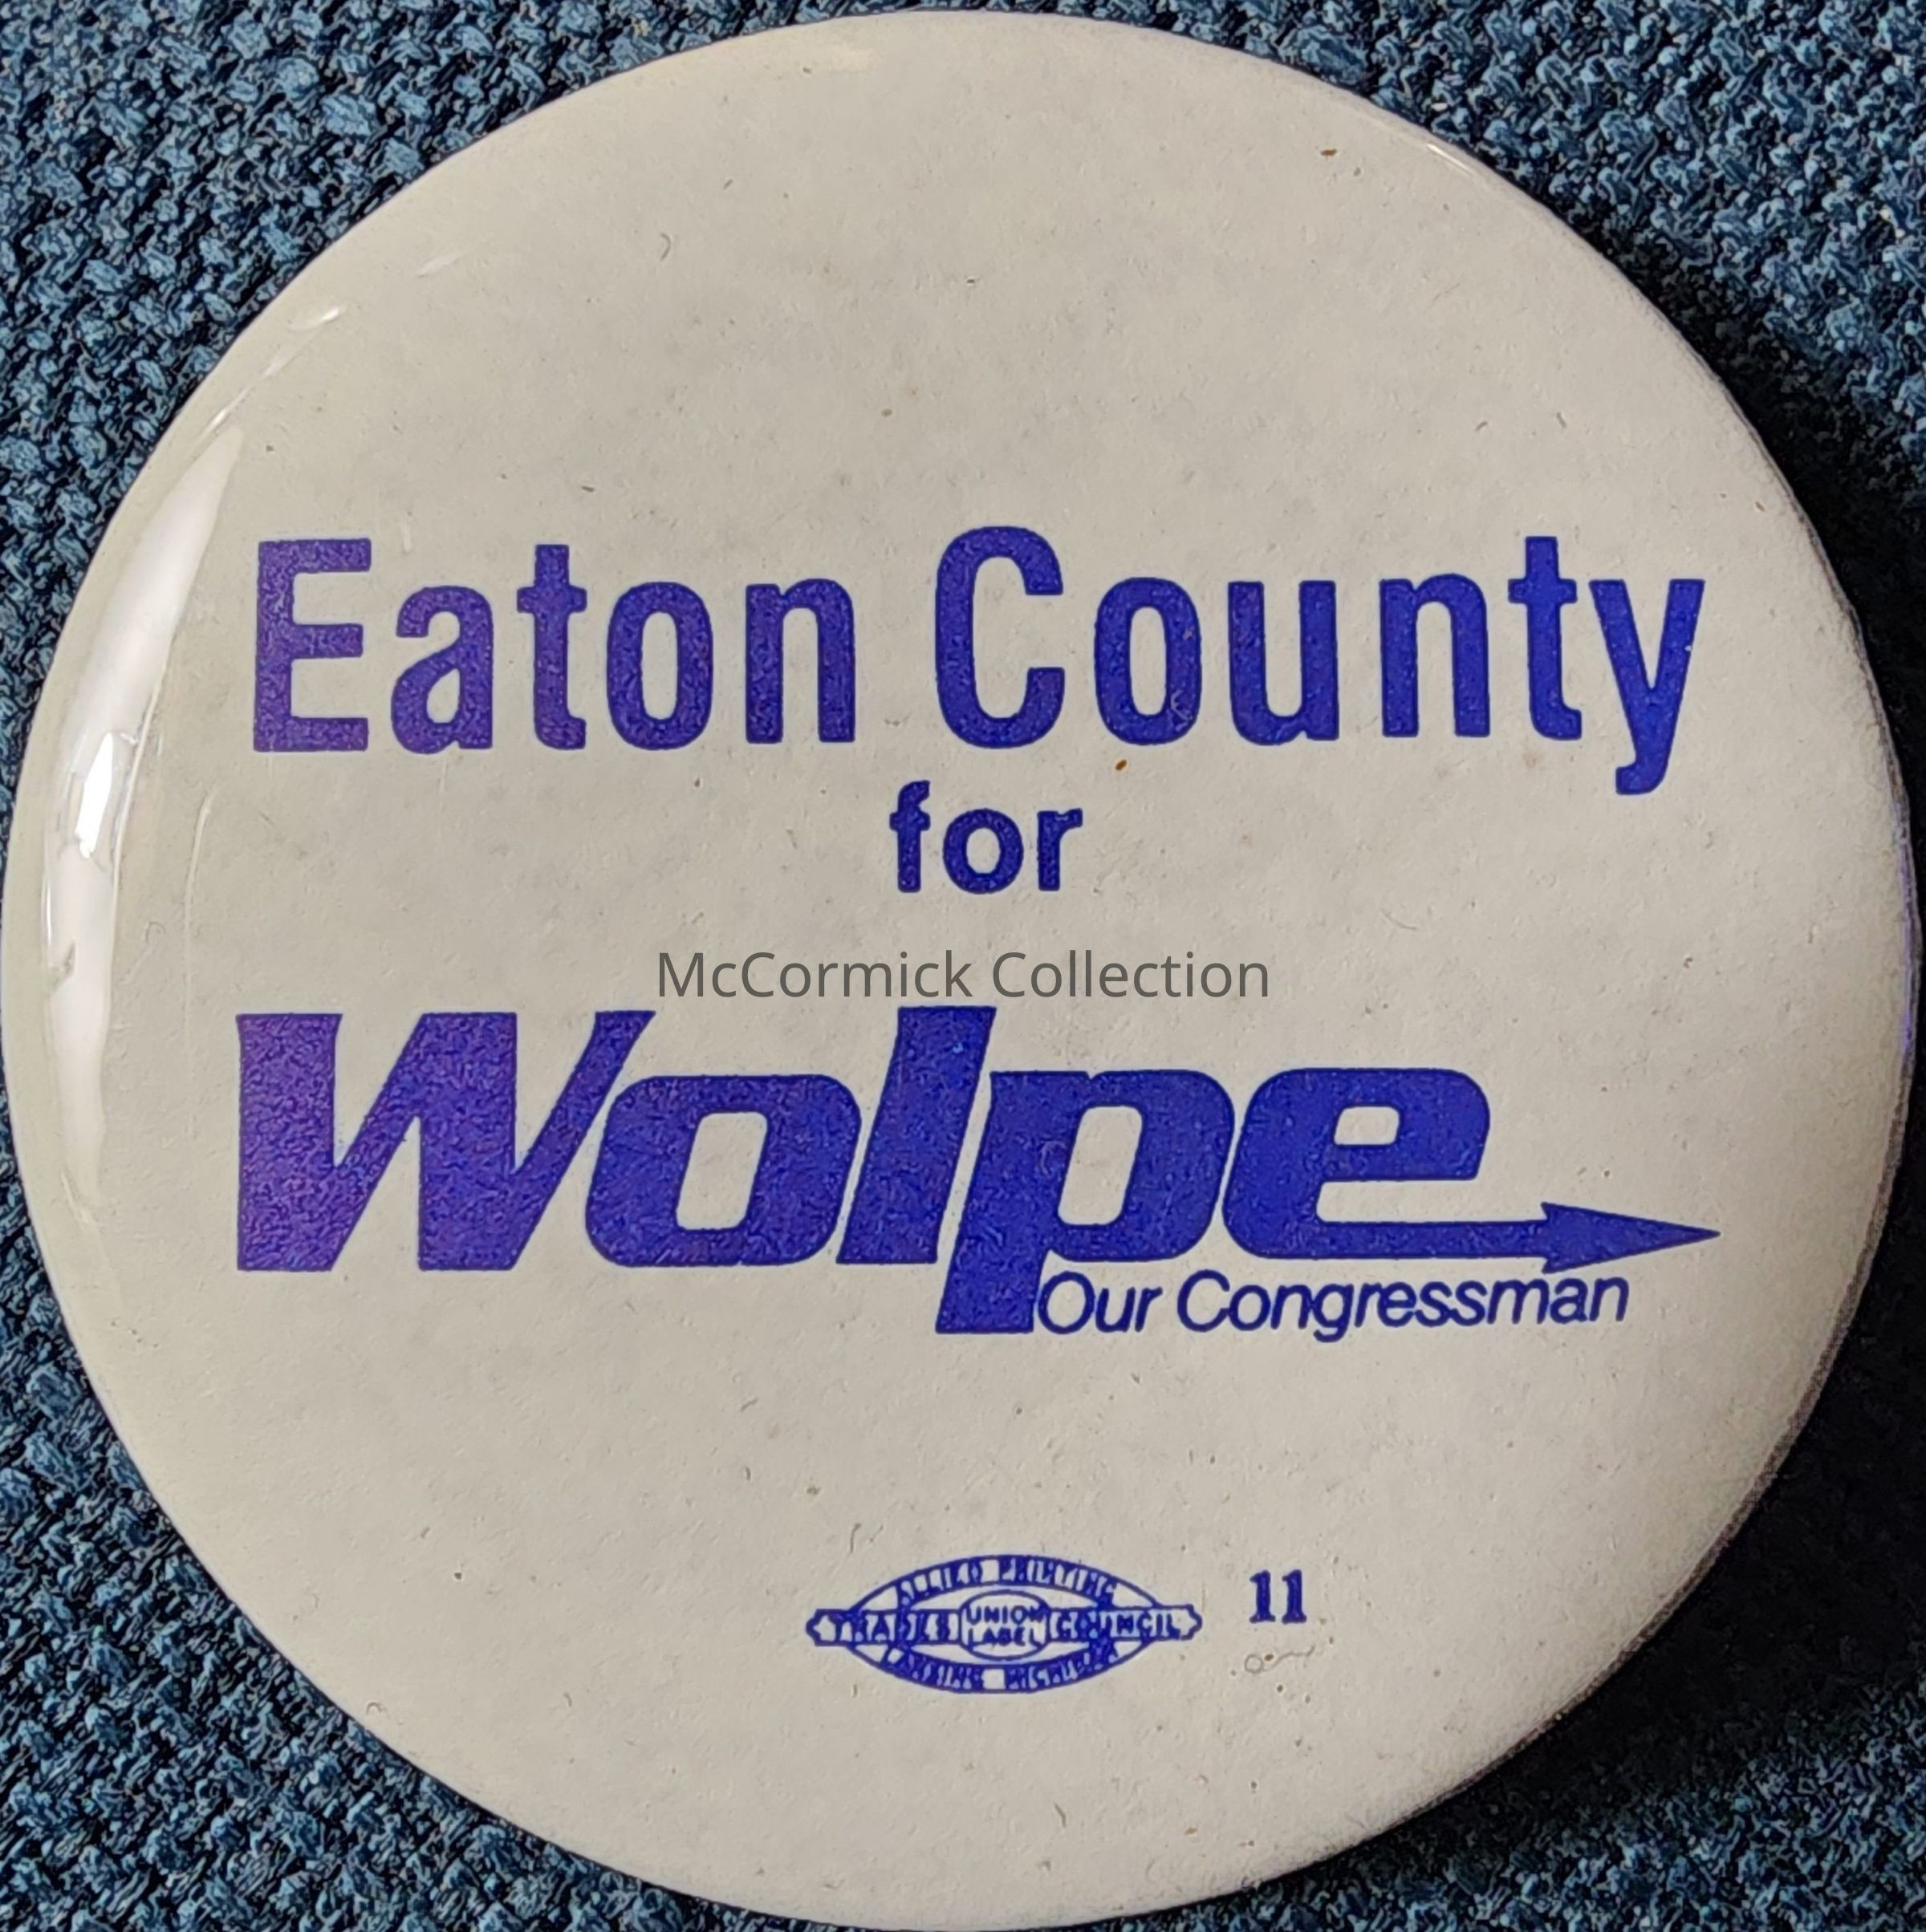 Eaton County
for
McCormick Collection
Wolpe
Our Congressman
ALLIED PRINTING
TRADES UNION LABEL COUNCIL
LANSING MICHIGAN
11